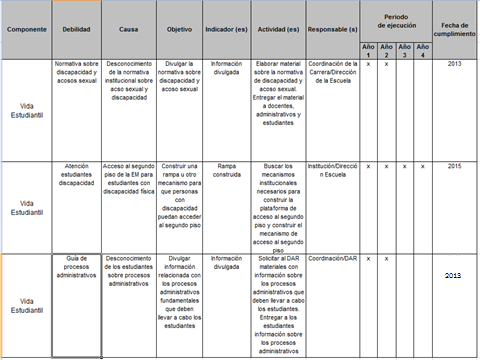 Componente
Debilidad
Causa
Objetivo
Indicador (es)
Actividad (es)
Responsable (s)
Periodo
de ejecución
Fecha de
cumplimiento
Año
1
Año
2
Año
3
Año
4
Vida
Estudiantil
Normativa sobre
discapacidad y
acosos sexual
Desconocimiento
de la normativa
institucional sobre
acso sexual y
discapacidad
Divulgar la
normativa sobre
discapacidad y
acoso sexual
Información
divulgada
Elaborar material
sobre la normativa
de discapacidad y
acoso sexual.
Entregar el material
a docentes,
administrativos y
estudiantes
Coordinación de la
Carrera/Dirección
de la Escuela
x
x
2013
Vida
Estudiantil
Atención
estudiantes
discapacidad
Acceso al segundo
piso de la EM para
estudiantes con
discapacidad física
Construir una
rampa u otro
mecanismo para
que personas
con
discapacidad
puedan acceder
al segundo piso
Rampa
construida
Buscar los
mecanismos
institucionales
necesarios para
construir la
plataforma de
acceso al segundo
piso y construir el
mecanismo de
acceso al segundo
piso
Institución/Direcció
n Escuela
x
x
x
x
2015
Vida
Estudiantil
Guía de
procesos
administrativos
Desconocimiento
de los estudiantes
sobre procesos
administrativos
Divulgar
información
relacionada con
los procesos
administrativos
fundamentales
que deben
llevar a cabo los
estudiantes
Información
divulgada
Solicitar al DAR
materiales con
información sobre
los procesos
administrativos que
deben llevar a cabo
los estudiantes.
Entregar a los
estudiantes
información sobre
los procesos
administrativos
Coordinación/DAR
x
x
2013